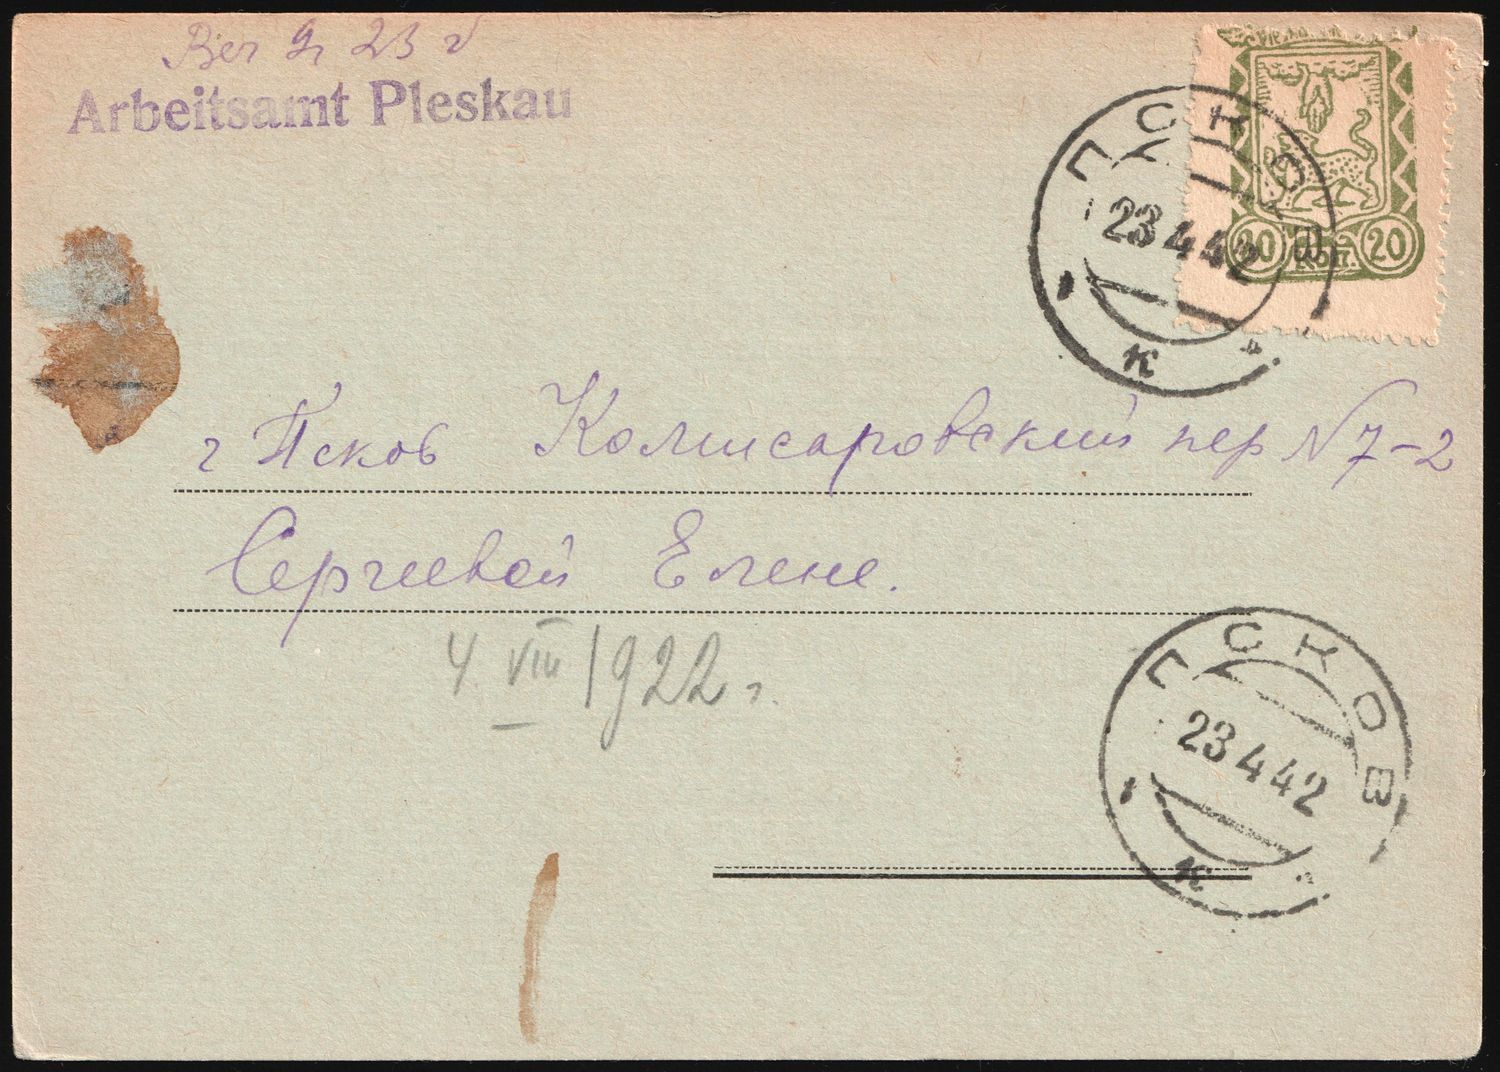 Arbeitsamt Pleskau
20 КОП. 20
ПСКОВ
23 4 42
к
г Псков Комисаровский пер N 7-2
Сергеевой Елене.
4. VIII 1922 г.
ПСКОВ
23 4 42
к